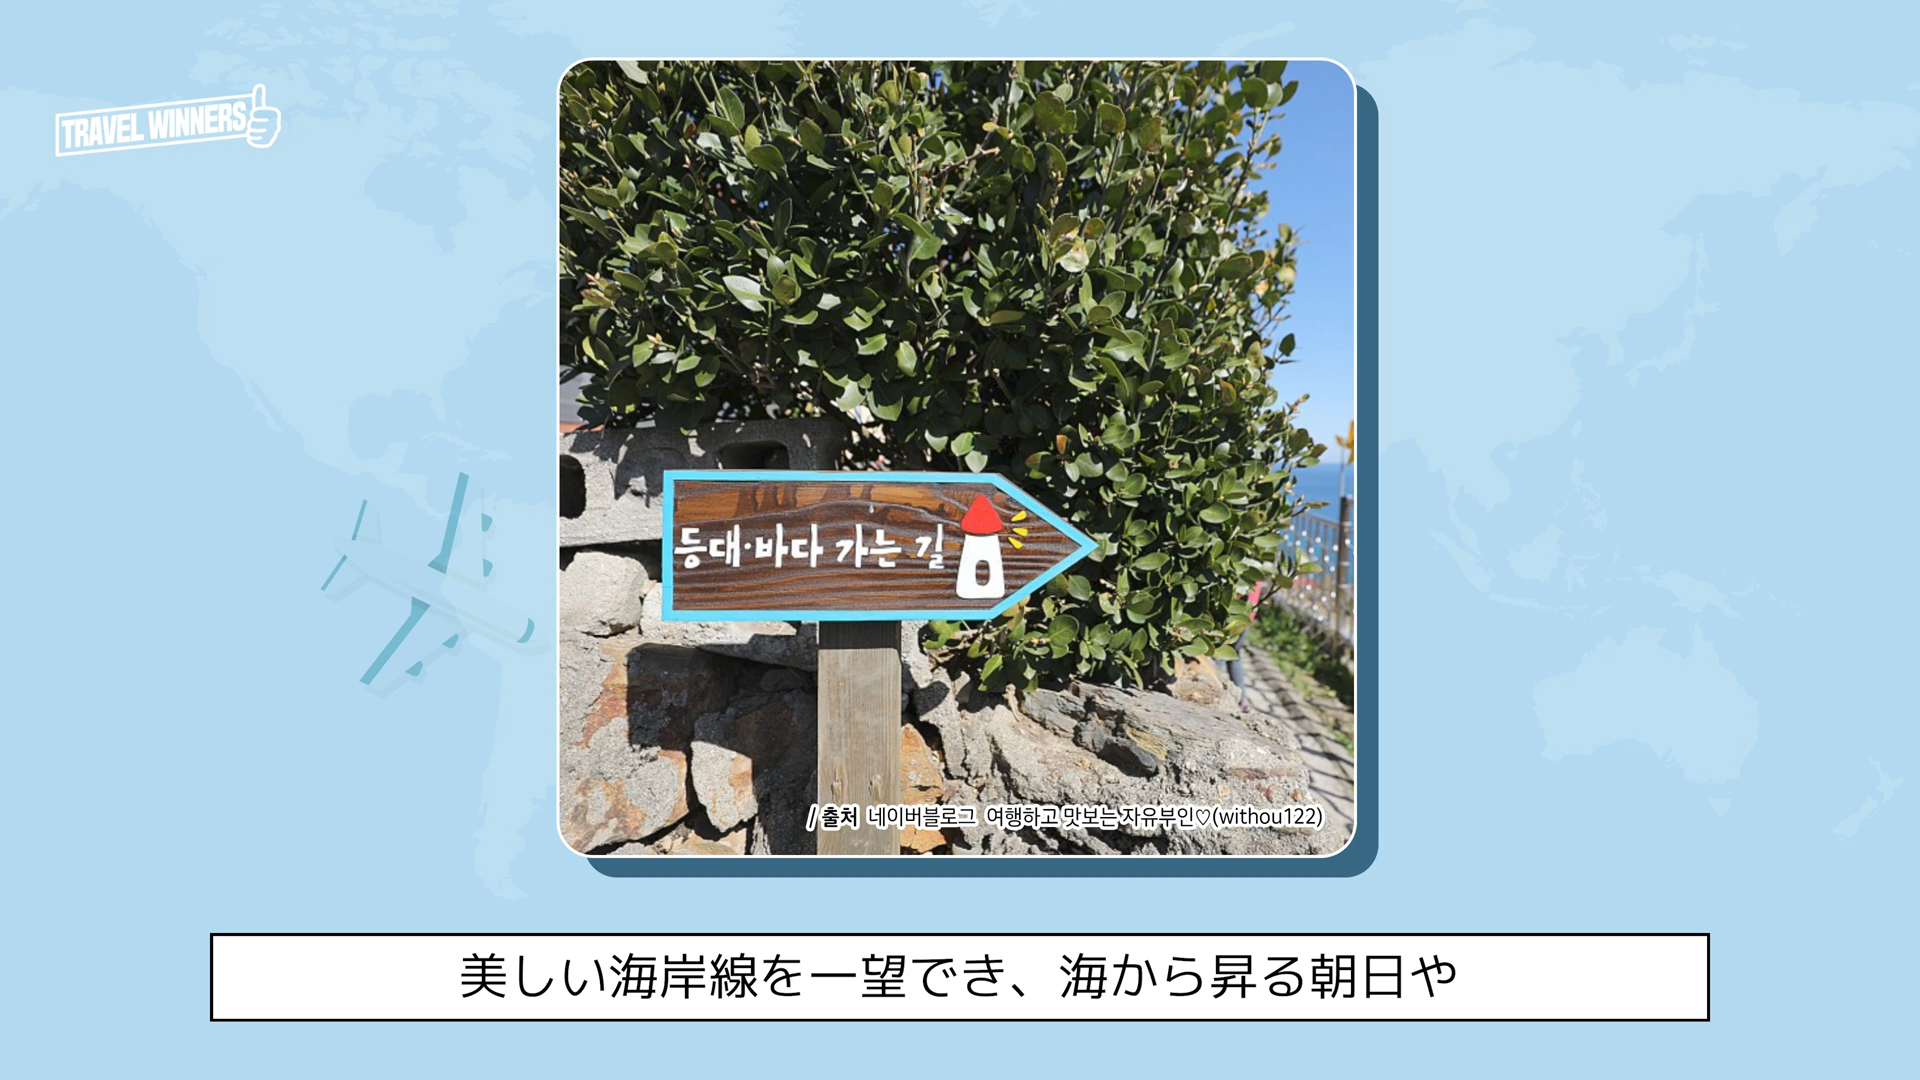 TRAVEL WINNERS
등대·바다 가는 길
/ 출처 네이버블로그 여행하고 맛보는 자유부인♡(withou122)
美しい海岸線を一望でき、海から昇る朝日や